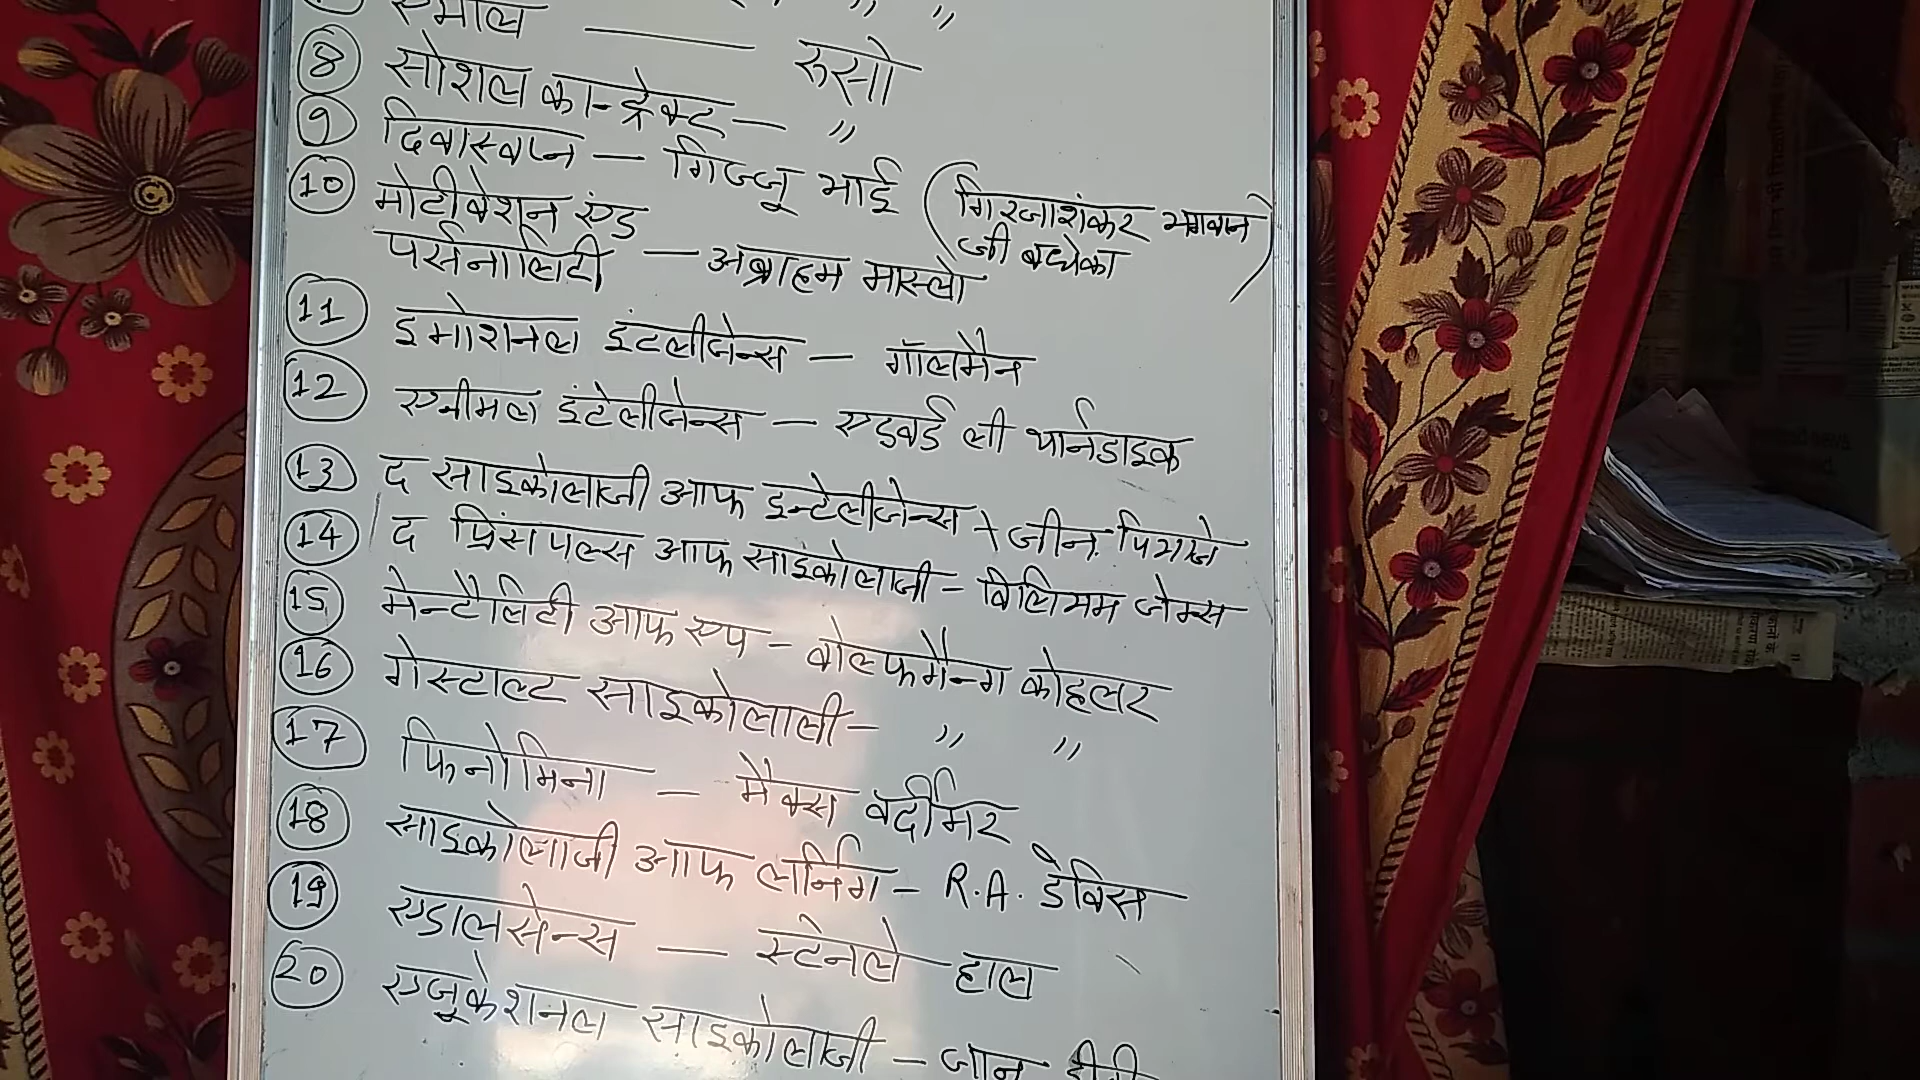 एमील — रुसो
8 सोशल कान्ट्रेक्ट — "
9 दिवास्वप्न — गिज्जू भाई (गिरजाशंकर भगवान
जी बधेका)
10 मोटीवेशन एंड
पर्सनालिटी — अब्राहम मास्लो
11 इमोशनल इंटलीजेन्स — गॉलमैन
12 एनीमल इंटेलीजेन्स — एडवर्ड ली थार्नडाइक
13 द साइकोलाजी आफ इन्टेलीजेन्स — जीन पियाजे
14 द प्रिंसपल्स आफ साइकोलाजी - विलियम जेम्स
15 मेन्टैलिटी आफ एप - वोल्फगैन्ग कोहलर
16 गेस्टाल्ट साइकोलाली - " "
17 फिनोमिना — मैक्स वर्दीमर
18 साइकोलाजी आफ लर्निग - R.A. डेविस
19 एडालसेन्स — स्टेनले हाल
20 एजूकेशनल साइकोलाजी - जान